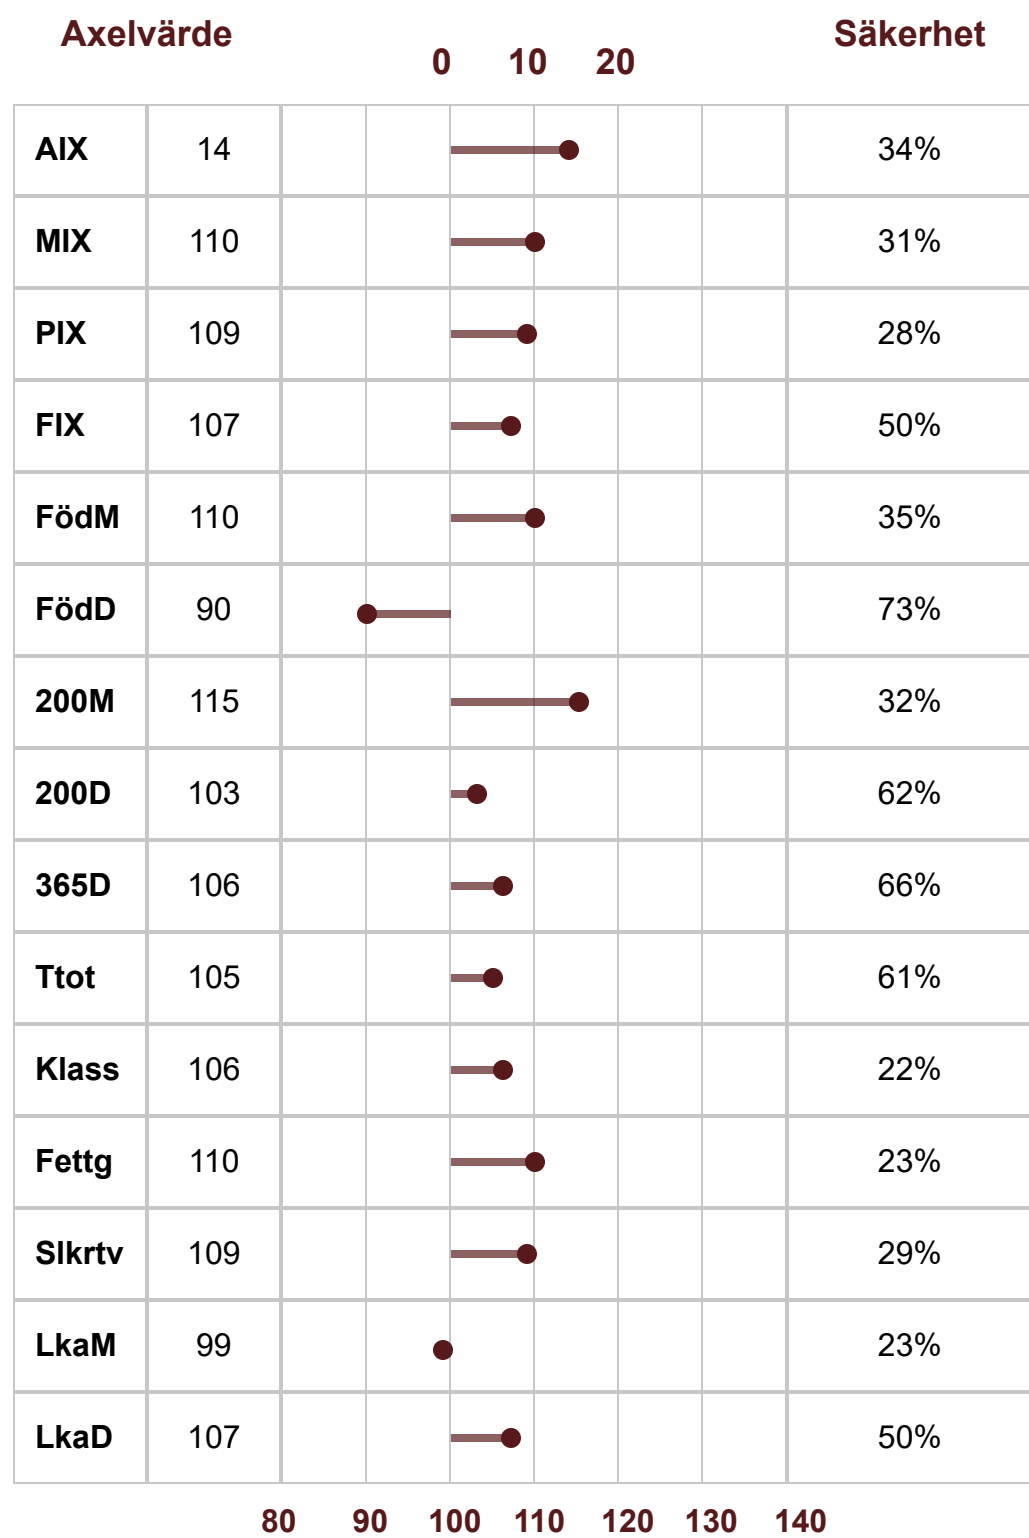 Axelvärde 0 10 20 Säkerhet
AIX 14 34%
MIX 110 31%
PIX 109 28%
FIX 107 50%
FödM 110 35%
FödD 90 73%
200M 115 32%
200D 103 62%
365D 106 66%
Ttot 105 61%
Klass 106 22%
Fettg 110 23%
Slkrtv 109 29%
LkaM 99 23%
LkaD 107 50%
80 90 100 110 120 130 140